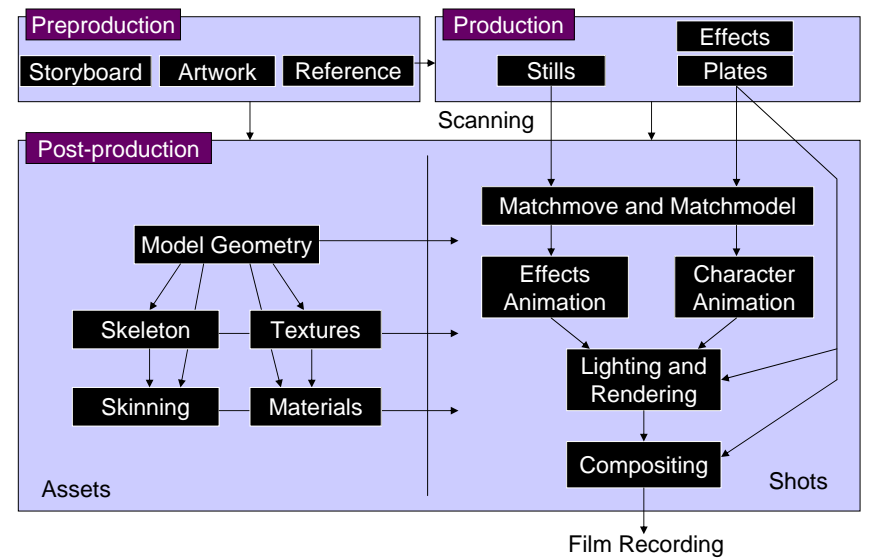 Preproduction
Storyboard
Artwork
Reference
Production
Stills
Effects
Plates
Scanning
Post-production
Model Geometry
Skeleton
Textures
Skinning
Materials
Assets
Matchmove and Matchmodel
Effects
Animation
Character
Animation
Lighting and
Rendering
Compositing
Shots
Film Recording